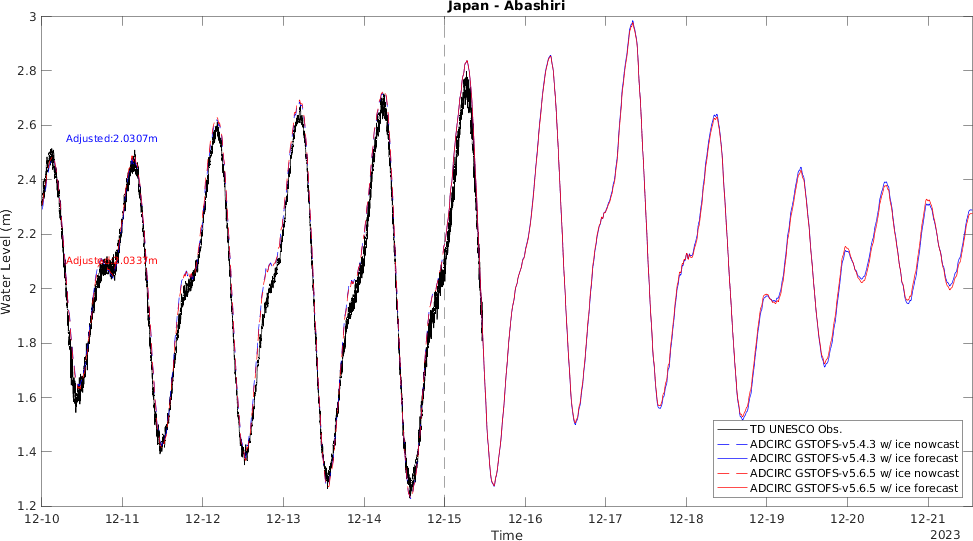 Japan - Abashiri
Water Level (m)
3
2.8
2.6
2.4
2.2
2
1.8
1.6
1.4
1.2
Adjusted:2.0307m
Adjusted:2.0337m
12-10
12-11
12-12
12-13
12-14
12-15
12-16
12-17
12-18
12-19
12-20
12-21
2023
Time
TD UNESCO Obs.
ADCIRC GSTOFS-v5.4.3 w/ ice nowcast
ADCIRC GSTOFS-v5.4.3 w/ ice forecast
ADCIRC GSTOFS-v5.6.5 w/ ice nowcast
ADCIRC GSTOFS-v5.6.5 w/ ice forecast